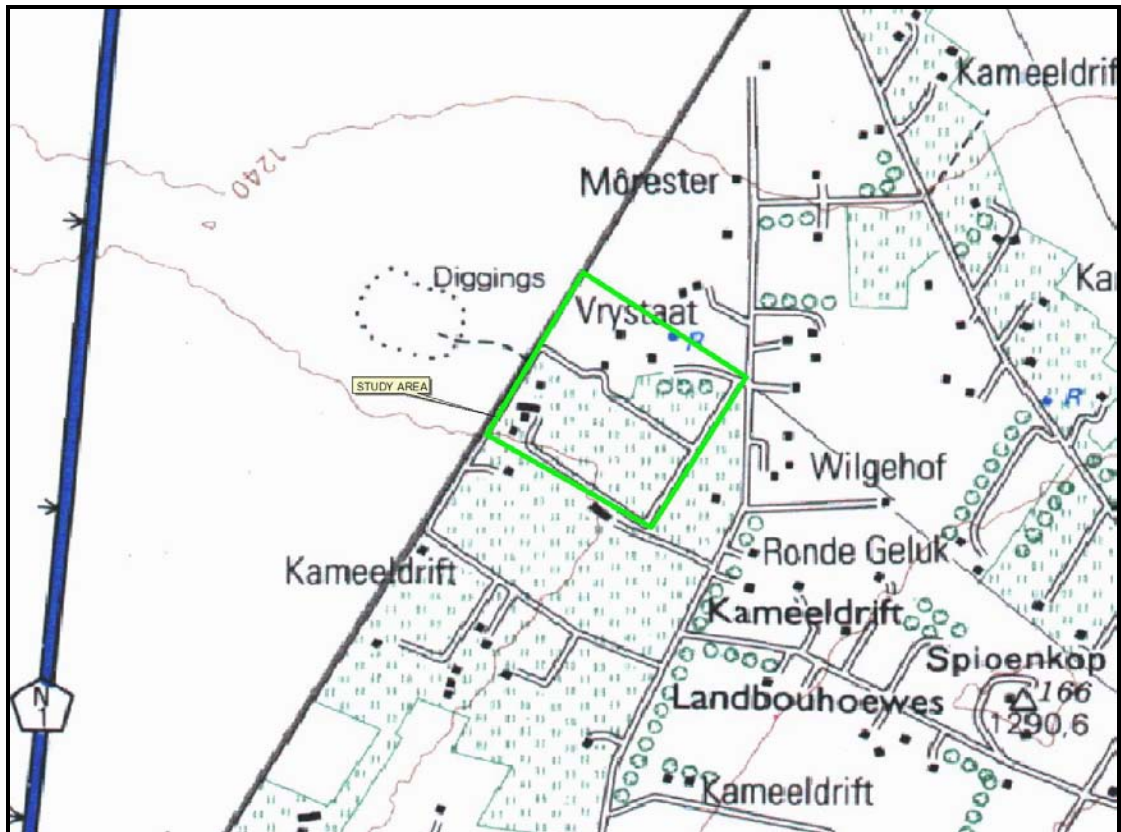 Kameeldrif
1240
Môrester
Diggings
Ka
Vrystaat
R
STUDY AREA
R
Wilgehof
Ronde Geluk
Kameeldrift
Kameeldrift
Spioenkop
166
Landbouhoewes
1290,6
N
1
Kameeldrift